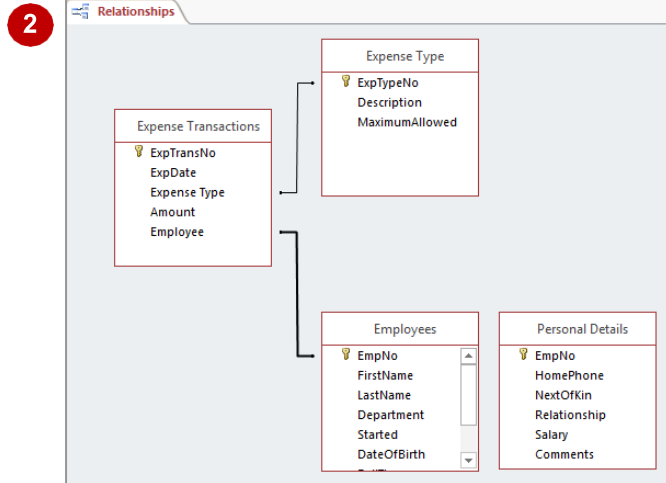 2
Relationships
Expense Type
ExpTypeNo
Description
MaximumAllowed
Expense Transactions
ExpTransNo
ExpDate
Expense Type
Amount
Employee
Employees
EmpNo
FirstName
LastName
Department
Started
DateOfBirth
Personal Details
EmpNo
HomePhone
NextOfKin
Relationship
Salary
Comments